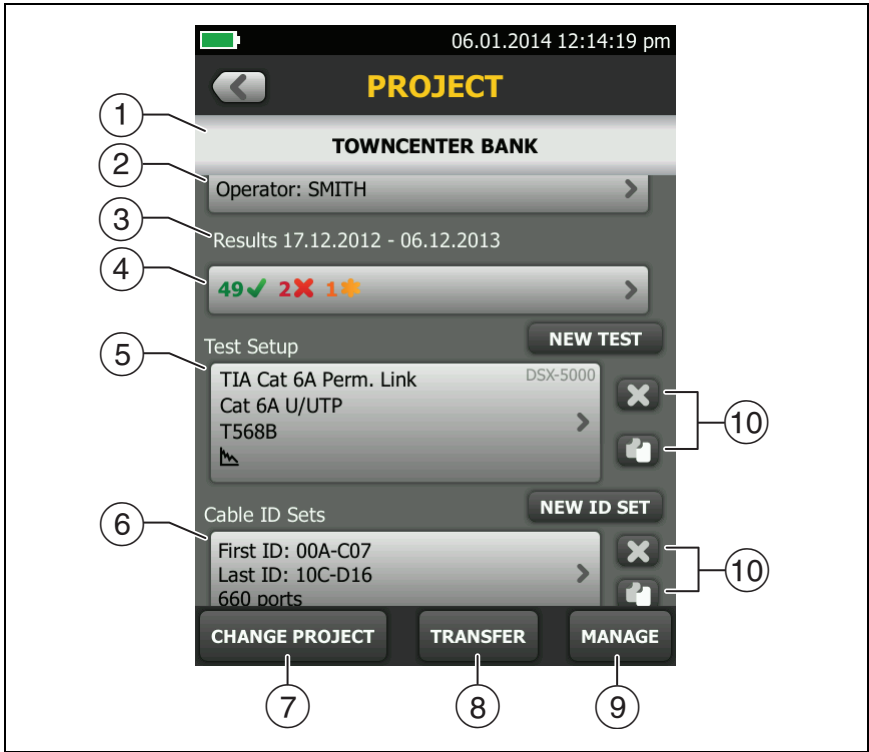 06.01.2014 12:14:19 pm
PROJECT
1
TOWNCENTER BANK
2
Operator: SMITH
3
Results 17.12.2012 - 06.12.2013
4
49 2 1
Test Setup
NEW TEST
5
TIA Cat 6A Perm. Link
DSX-5000
Cat 6A U/UTP
T568B
10
Cable ID Sets
NEW ID SET
6
First ID: 00A-C07
Last ID: 10C-D16
660 ports
10
CHANGE PROJECT
TRANSFER
MANAGE
7
8
9